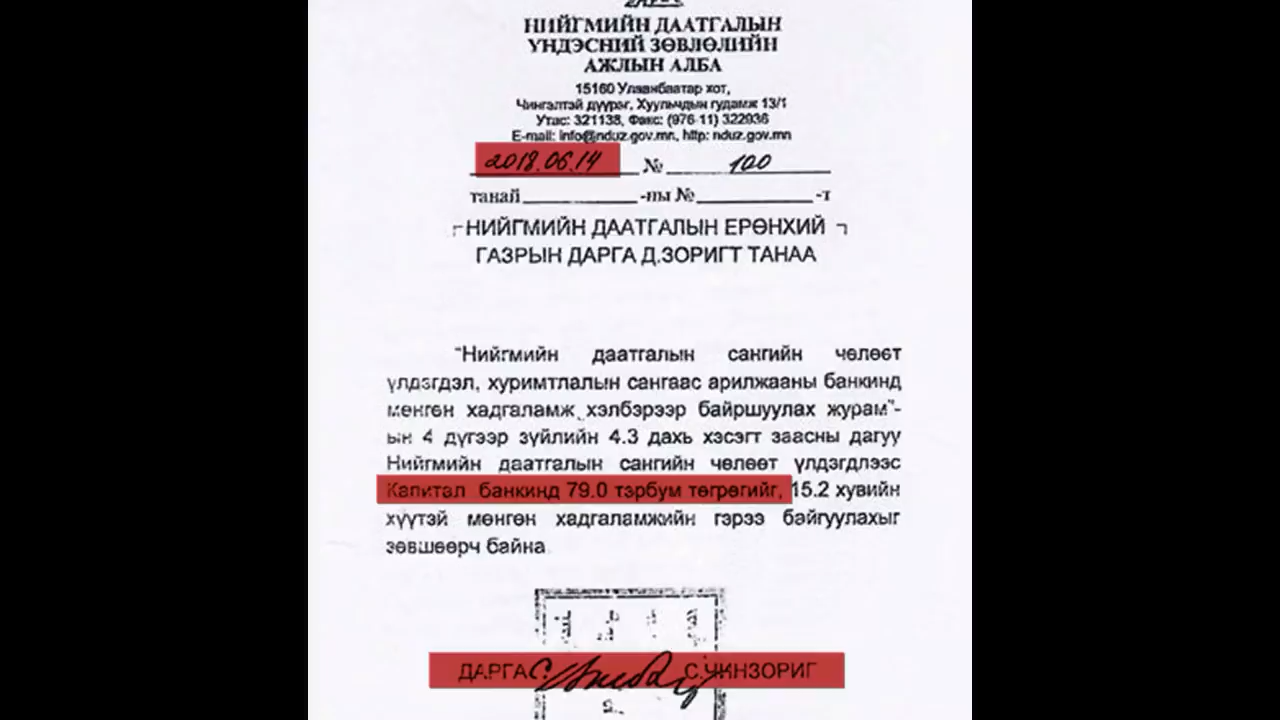 НИЙГМИЙН ДААТГАЛЫН
ҮНДЭСНИЙ ЗӨВЛӨЛИЙН
АЖЛЫН АЛБА
15160 Улаанбаатар хот,
Чингэлтэй дүүрэг, Хуульчдын гудамж 13/1
Утас: 321138, Факс: (976-11) 322936
E-mail: info@nduz.gov.mn, http: nduz.gov.mn
2018.06.14 № 100
танай -ны № -т
НИЙГМИЙН ДААТГАЛЫН ЕРӨНХИЙ
ГАЗРЫН ДАРГА Д.ЗОРИГТ ТАНАА
"Нийгмийн даатгалын сангийн чөлөөт
үлдэгдэл, хуримтлалын сангаас арилжааны банкинд
мөнгөн хадгаламж хэлбэрээр байршуулах журам"-
ын 4 дүгээр зүйлийн 4.3 дахь хэсэгт заасны дагуу
Нийгмийн даатгалын сангийн чөлөөт үлдэгдлээс
Капитал банкинд 79.0 тэрбум төгрөгийг, 15.2 хувийн
хүүтэй мөнгөн хадгаламжийн гэрээ байгуулахыг
зөвшөөрч байна
ДАРГА С.ЧИНЗОРИГ